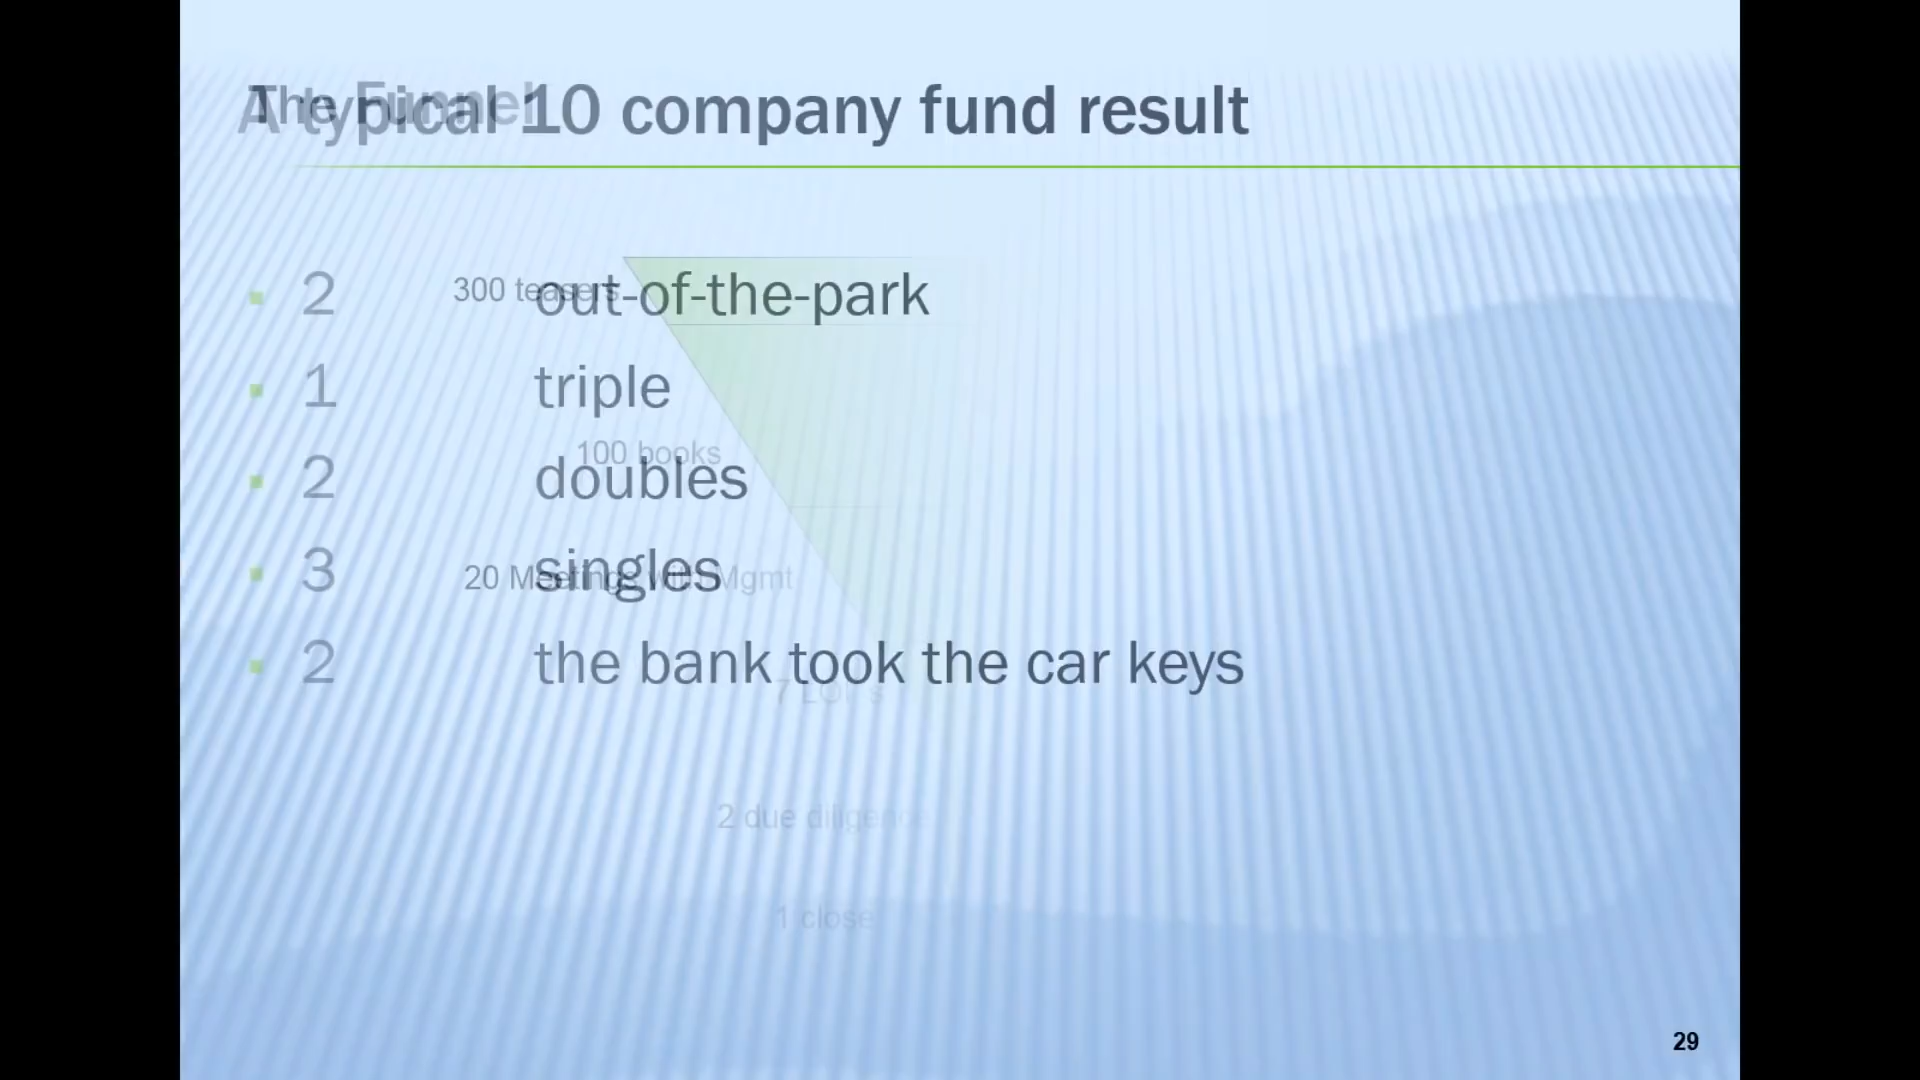 The Funnel
A typical 10 company fund result
300 teasers
2 out-of-the-park
1 triple
100 books
2 doubles
3 singles
20 Meetings with Mgmt
2 the bank took the car keys
7 LOI's
2 due diligence
1 close
29